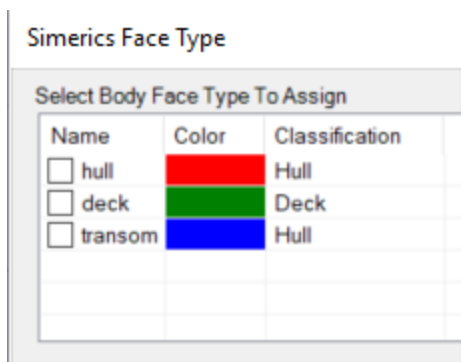 Simerics Face Type
Select Body Face Type To Assign
Name Color Classification
hull Hull
deck Deck
transom Hull